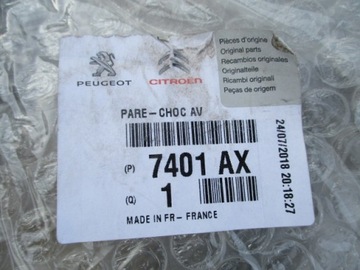 PEUGEOT
CITROËN
Pièces d'origine
Original parts
Recambios originales
Originalteile
Ricambi originali
Peças de origem
PARE-CHOC AV
(P) 7401 AX
(Q) 1
MADE IN FR- FRANCE
24/07/2018 20:18:27